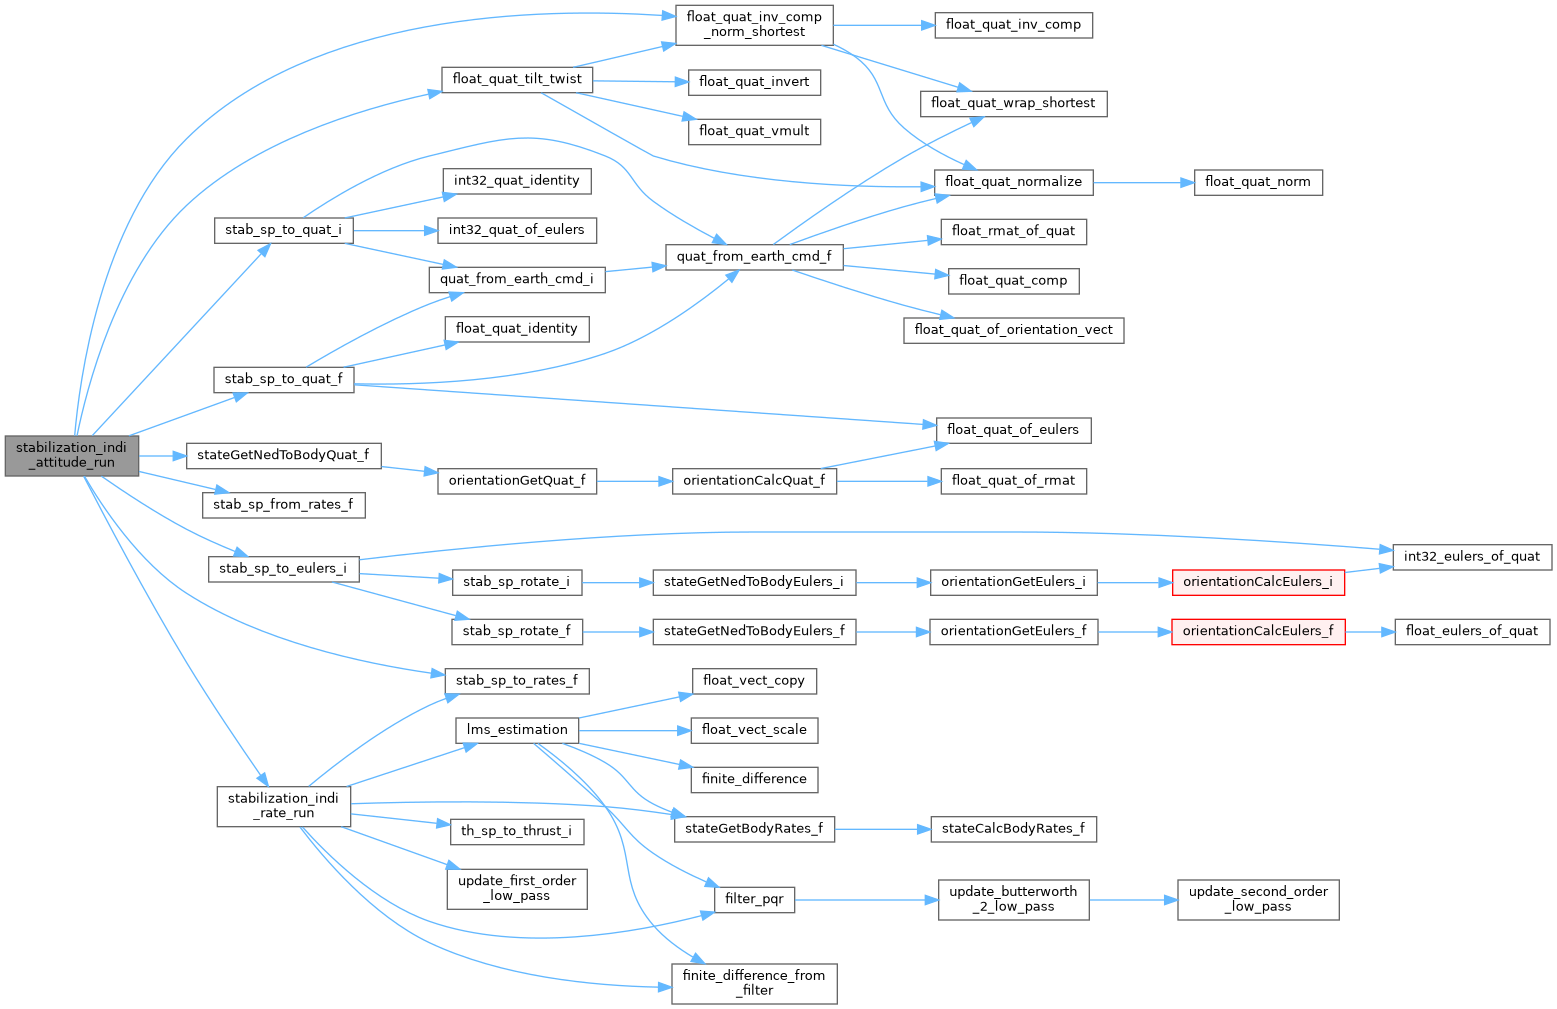 float_quat_inv_comp
_norm_shortest
float_quat_inv_comp
float_quat_tilt_twist
float_quat_invert
float_quat_wrap_shortest
float_quat_vmult
int32_quat_identity
float_quat_normalize
float_quat_norm
stab_sp_to_quat_i
int32_quat_of_eulers
float_rmat_of_quat
quat_from_earth_cmd_f
quat_from_earth_cmd_i
float_quat_comp
float_quat_identity
float_quat_of_orientation_vect
stab_sp_to_quat_f
float_quat_of_eulers
stabilization_indi
_attitude_run
stateGetNedToBodyQuat_f
orientationGetQuat_f
orientationCalcQuat_f
float_quat_of_rmat
stab_sp_from_rates_f
stab_sp_to_eulers_i
int32_eulers_of_quat
stab_sp_rotate_i
stateGetNedToBodyEulers_i
orientationGetEulers_i
orientationCalcEulers_i
stab_sp_rotate_f
stateGetNedToBodyEulers_f
orientationGetEulers_f
orientationCalcEulers_f
float_eulers_of_quat
stab_sp_to_rates_f
float_vect_copy
lms_estimation
float_vect_scale
finite_difference
stabilization_indi
_rate_run
th_sp_to_thrust_i
stateGetBodyRates_f
stateCalcBodyRates_f
update_first_order
_low_pass
filter_pqr
update_butterworth
_2_low_pass
update_second_order
_low_pass
finite_difference_from
_filter